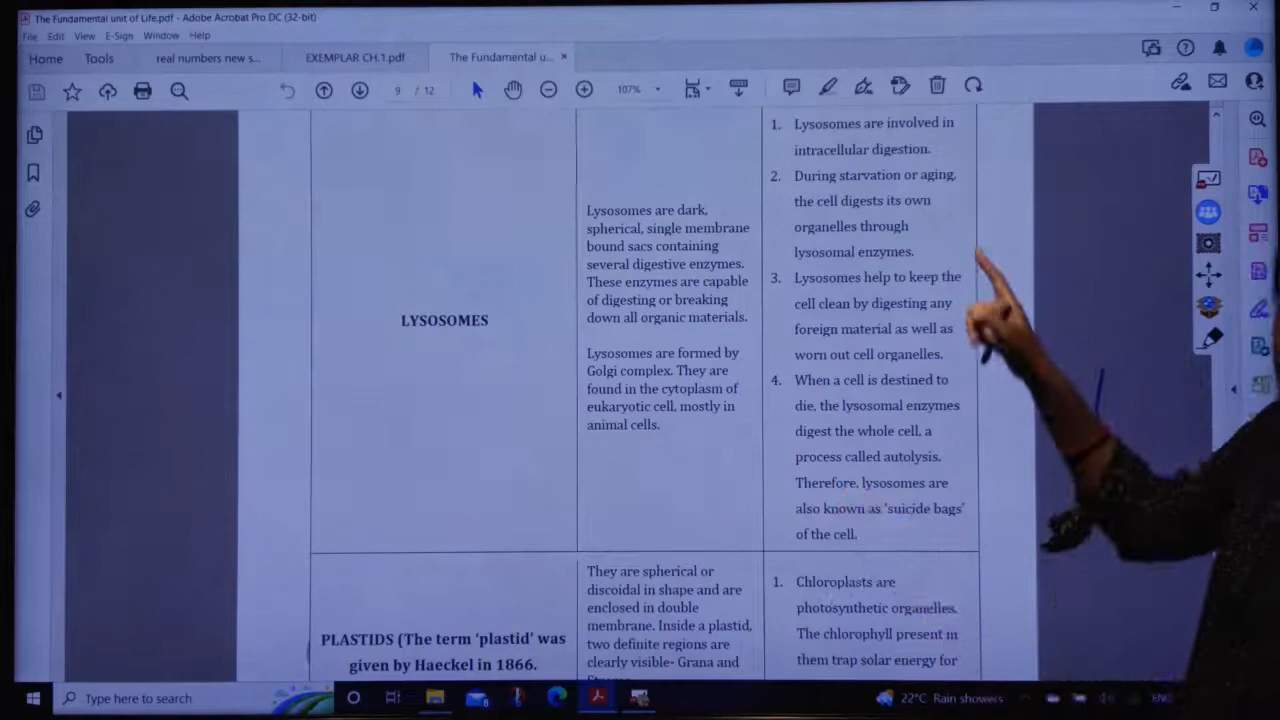 The Fundamental unit of Life.pdf - Adobe Acrobat Pro DC (32-bit)
File Edit View E-Sign Window Help
Home Tools real numbers new s... EXEMPLAR CH.1.pdf The Fundamental u... ×
9 / 12 107%
LYSOSOMES
Lysosomes are dark,
spherical, single membrane
bound sacs containing
several digestive enzymes.
These enzymes are capable
of digesting or breaking
down all organic materials.
Lysosomes are formed by
Golgi complex. They are
found in the cytoplasm of
eukaryotic cell, mostly in
animal cells.
1. Lysosomes are involved in
intracellular digestion.
2. During starvation or aging,
the cell digests its own
organelles through
lysosomal enzymes.
3. Lysosomes help to keep the
cell clean by digesting any
foreign material as well as
worn out cell organelles.
4. When a cell is destined to
die, the lysosomal enzymes
digest the whole cell, a
process called autolysis.
Therefore, lysosomes are
also known as 'suicide bags'
of the cell.
PLASTIDS (The term 'plastid' was
given by Haeckel in 1866.
They are spherical or
discoidal in shape and are
enclosed in double
membrane. Inside a plastid,
two definite regions are
clearly visible- Grana and
1. Chloroplasts are
photosynthetic organelles.
The chlorophyll present in
them trap solar energy for
Type here to search
22°C Rain showers
ENG